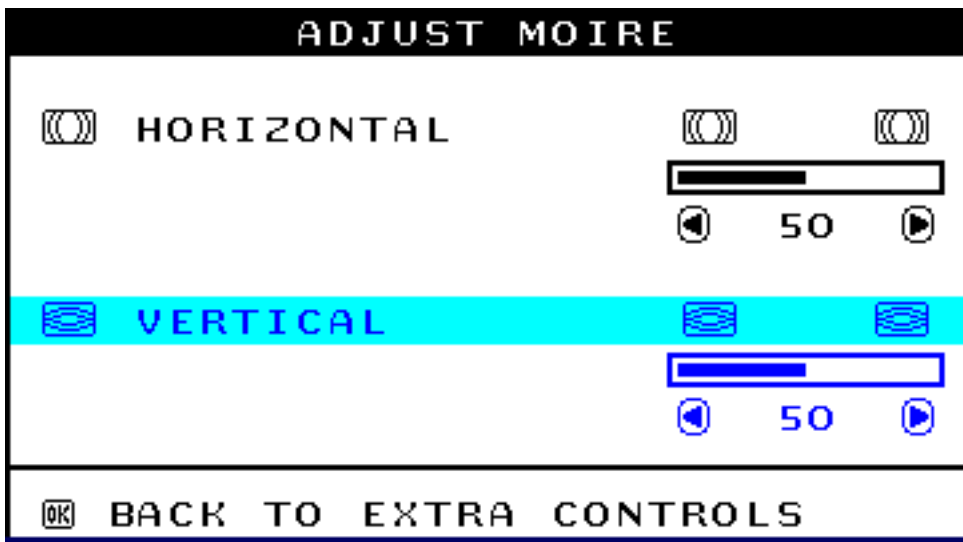 ADJUST MOIRE
HORIZONTAL
50
VERTICAL
50
OK BACK TO EXTRA CONTROLS